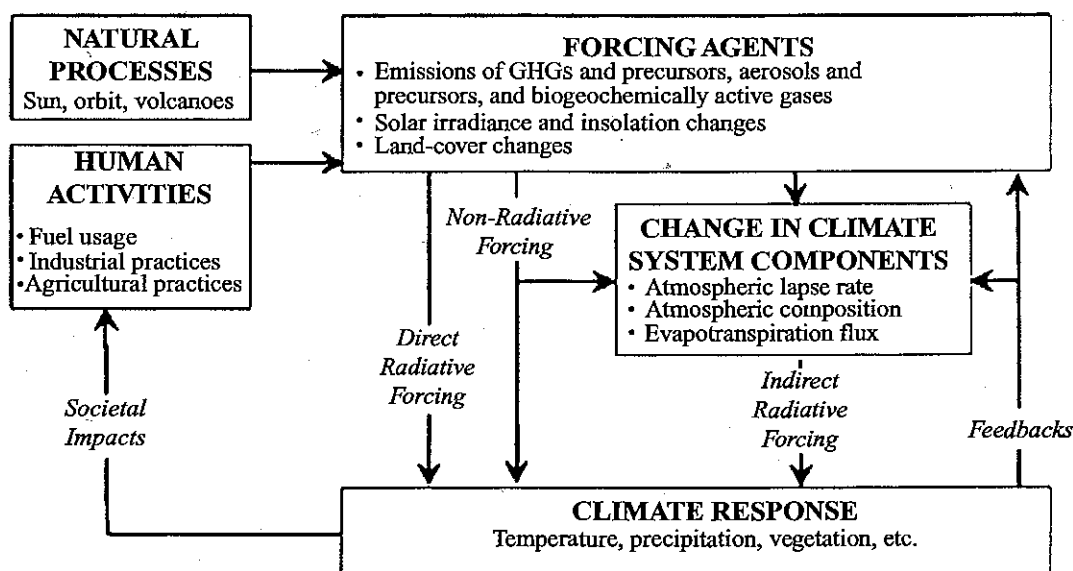 NATURAL
PROCESSES
Sun, orbit, volcanoes
FORCING AGENTS
• Emissions of GHGs and precursors, aerosols and
precursors, and biogeochemically active gases
• Solar irradiance and insolation changes
• Land-cover changes
HUMAN
ACTIVITIES
• Fuel usage
• Industrial practices
• Agricultural practices
Non-Radiative
Forcing
CHANGE IN CLIMATE
SYSTEM COMPONENTS
• Atmospheric lapse rate
• Atmospheric composition
• Evapotranspiration flux
Direct
Radiative
Forcing
Indirect
Radiative
Forcing
Societal
Impacts
Feedbacks
CLIMATE RESPONSE
Temperature, precipitation, vegetation, etc.